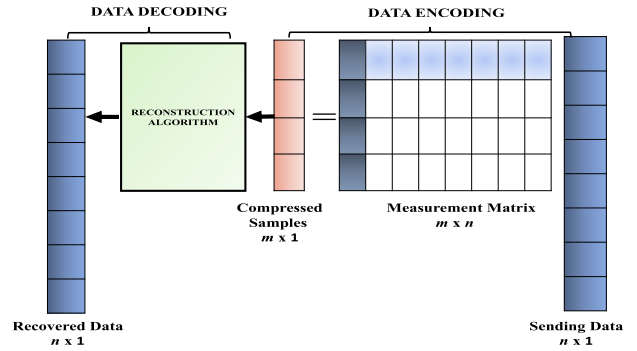 DATA DECODING
DATA ENCODING
RECONSTRUCTION
ALGORITHM
=
Compressed
Samples
m x 1
Measurement Matrix
m x n
Recovered Data
n x 1
Sending Data
n x 1